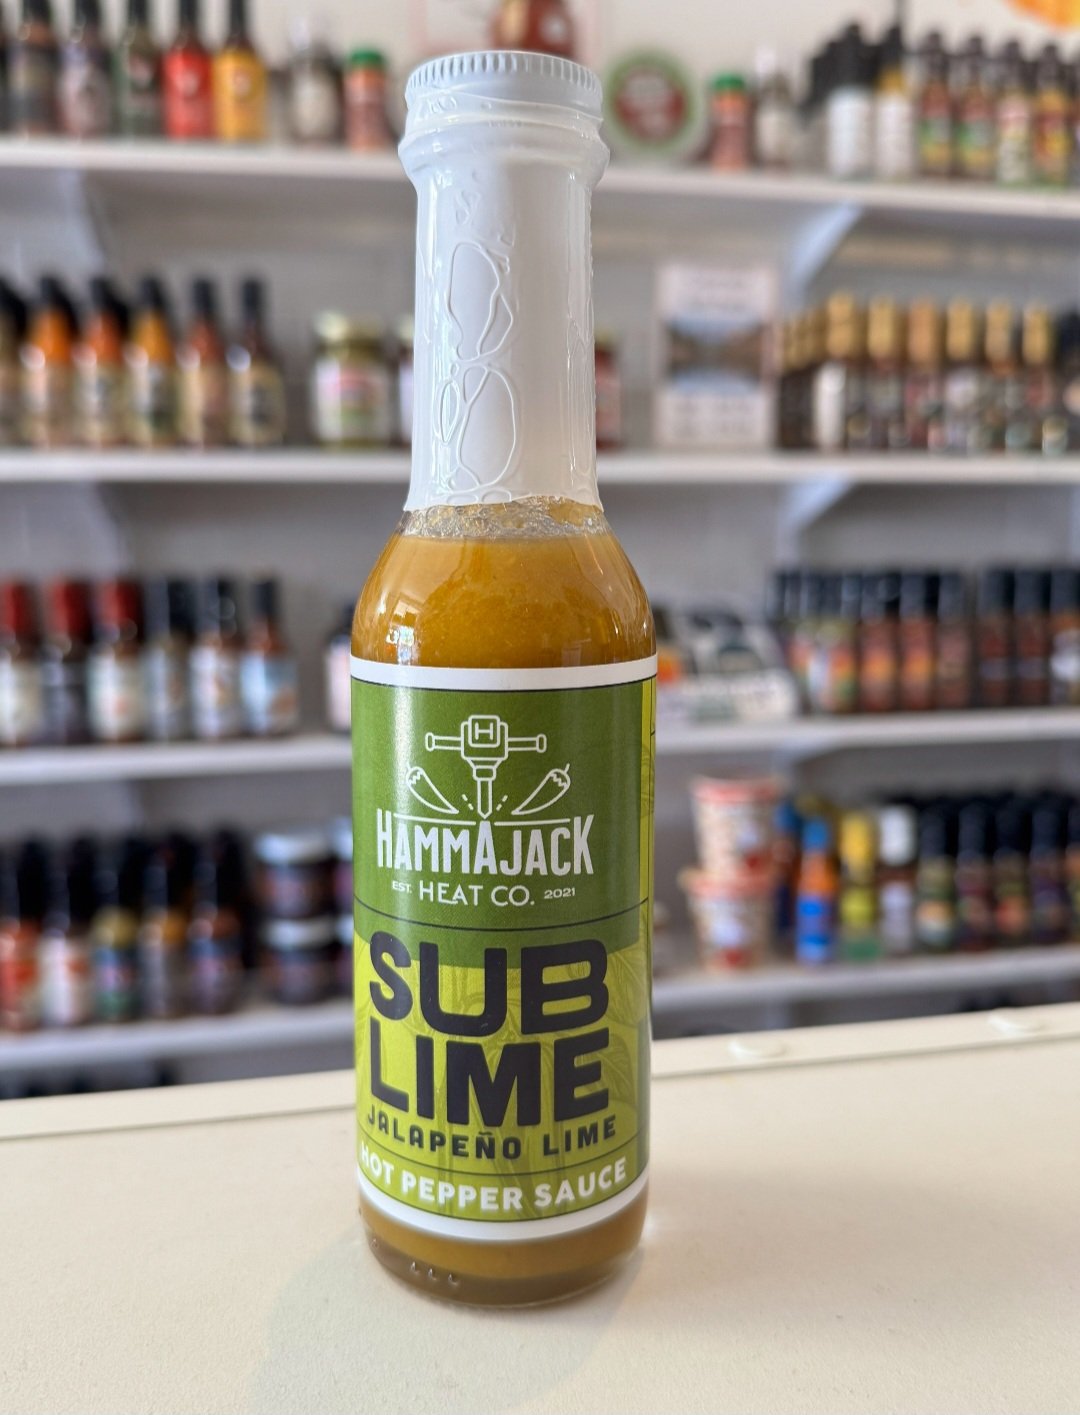 H
HAMMAJACK
EST. HEAT CO. 2021
SUB
LIME
JALAPEÑO LIME
HOT PEPPER SAUCE